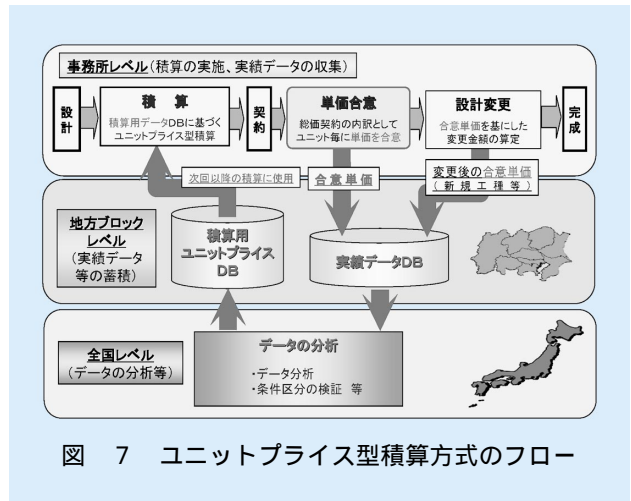 事務所レベル(積算の実施、実績データの収集)
設計
積 算
積算用データDBに基づく
ユニットプライス型積算
契約
単価合意
総価契約の内訳として
ユニット毎に単価を合意
設計変更
合意単価を基にした
変更金額の算定
完成
次回以降の積算に使用
合意単価
変更後の合意単価
(新規工種等)
地方ブロック
レベル
(実績データ
等の蓄積)
積算用
ユニットプライス
DB
実績データDB
全国レベル
(データの分析等)
データの分析
・データ分析
・条件区分の検証 等
図 7 ユニットプライス型積算方式のフロー